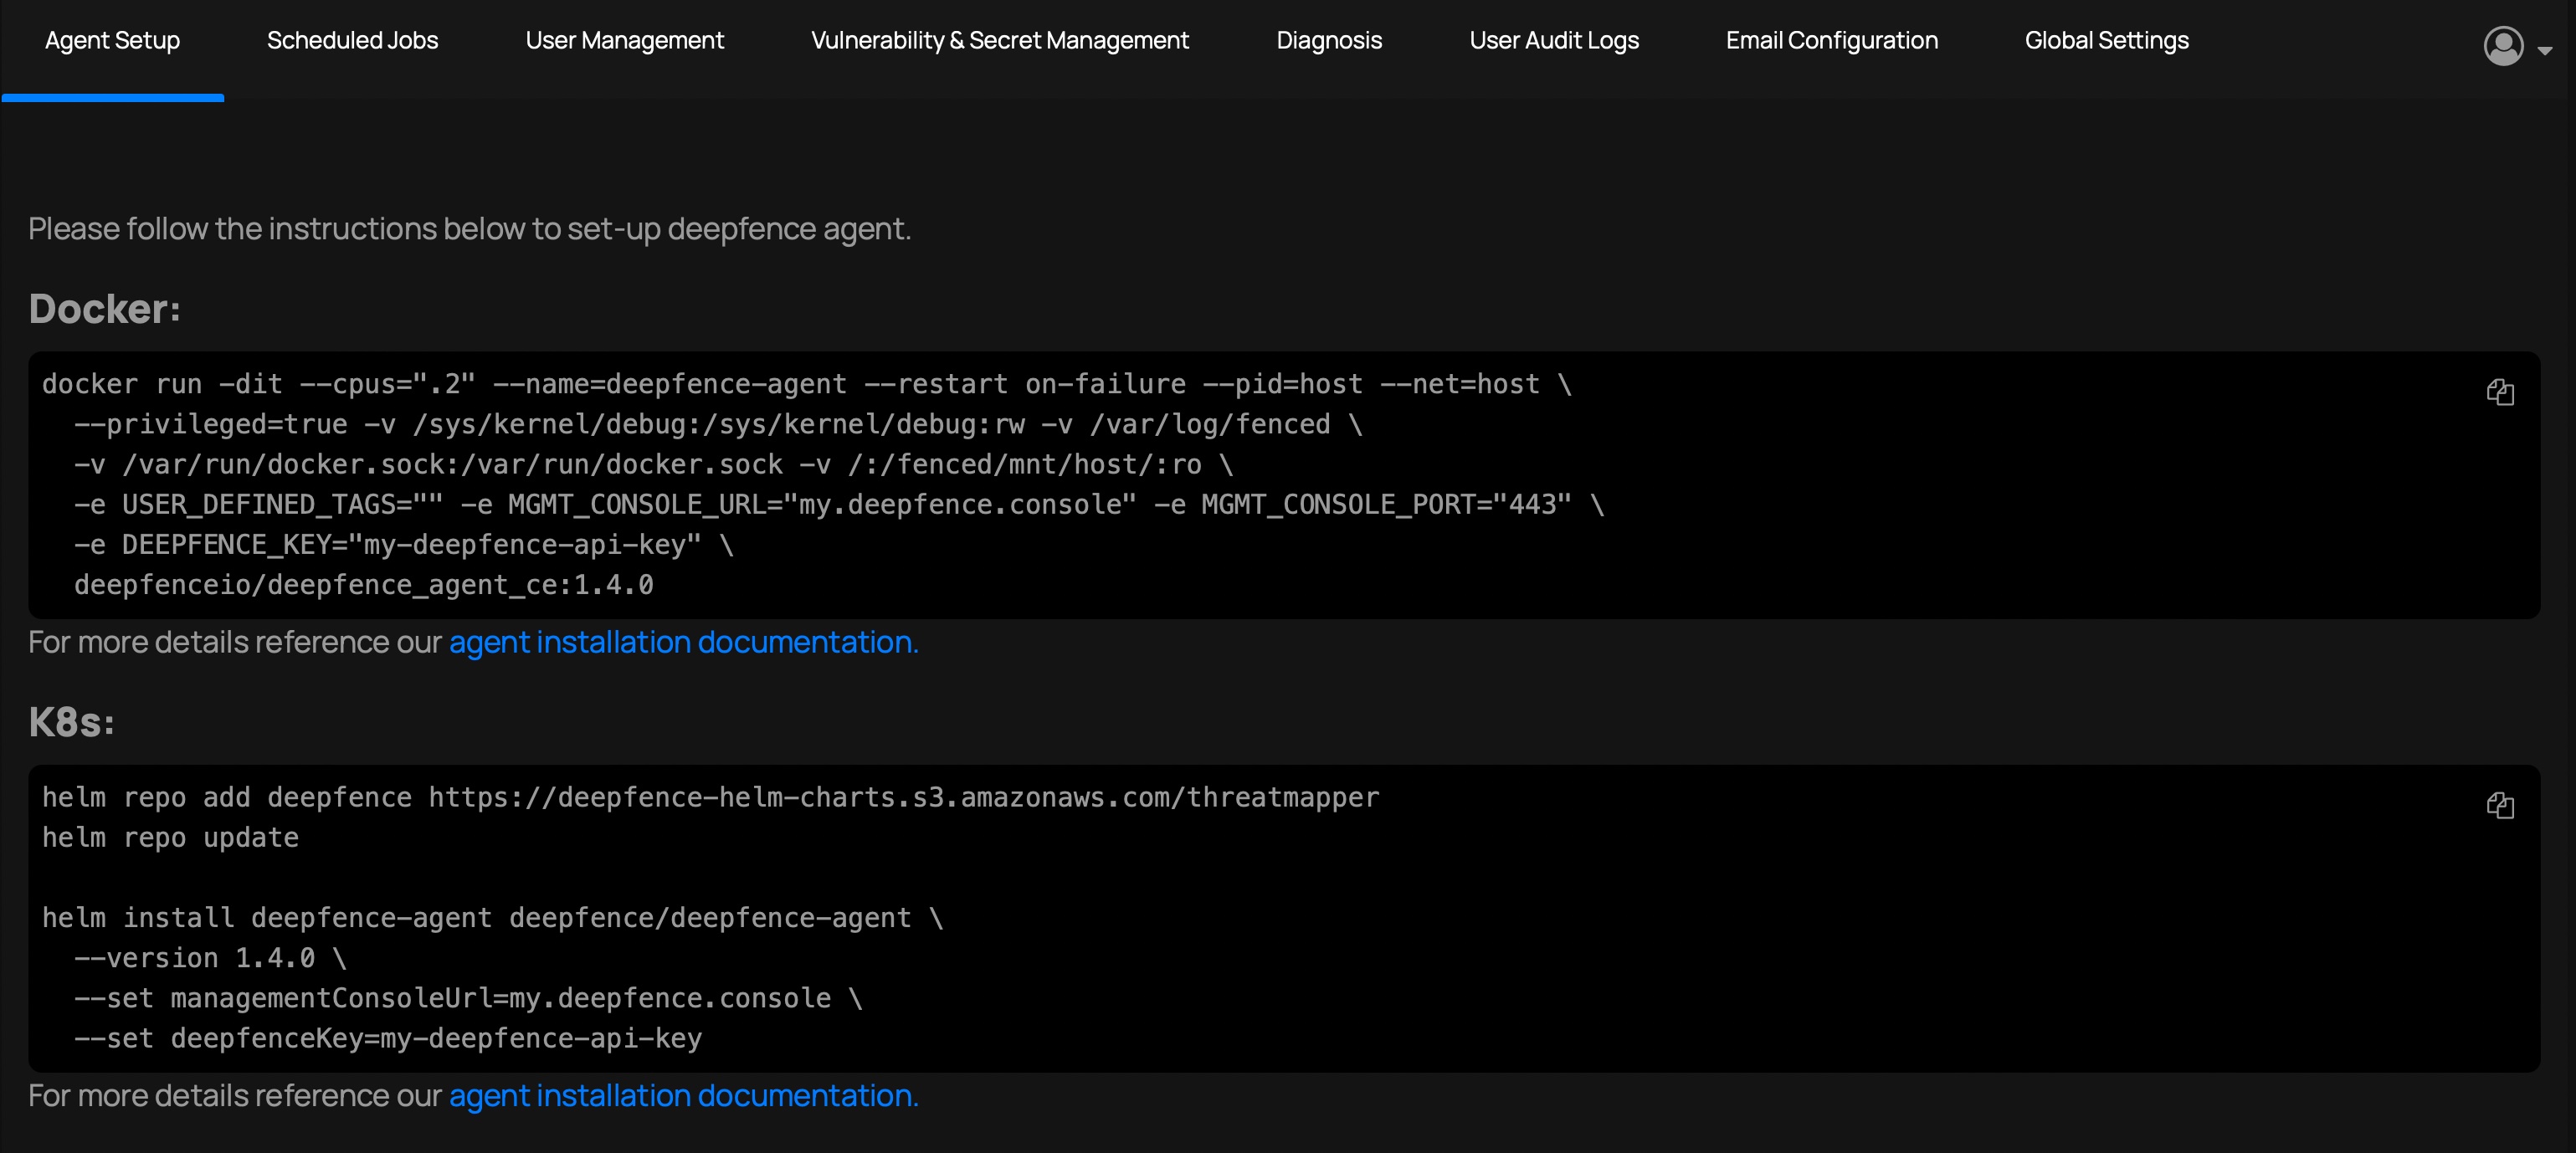 Agent Setup Scheduled Jobs User Management Vulnerability & Secret Management Diagnosis User Audit Logs Email Configuration Global Settings
Please follow the instructions below to set-up deepfence agent.
Docker:
docker run -dit --cpus=".2" --name=deepfence-agent --restart on-failure --pid=host --net=host \
  --privileged=true -v /sys/kernel/debug:/sys/kernel/debug:rw -v /var/log/fenced \
  -v /var/run/docker.sock:/var/run/docker.sock -v /:/fenced/mnt/host/:ro \
  -e USER_DEFINED_TAGS="" -e MGMT_CONSOLE_URL="my.deepfence.console" -e MGMT_CONSOLE_PORT="443" \
  -e DEEPFENCE_KEY="my-deepfence-api-key" \
  deepfenceio/deepfence_agent_ce:1.4.0
For more details reference our agent installation documentation.
K8s:
helm repo add deepfence https://deepfence-helm-charts.s3.amazonaws.com/threatmapper
helm repo update
helm install deepfence-agent deepfence/deepfence-agent \
  --version 1.4.0 \
  --set managementConsoleUrl=my.deepfence.console \
  --set deepfenceKey=my-deepfence-api-key
For more details reference our agent installation documentation.